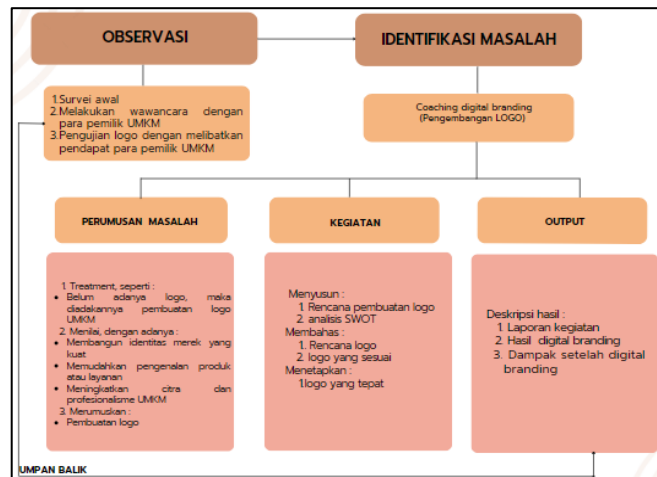 OBSERVASI
IDENTIFIKASI MASALAH
1.Survei awal
2.Melakukan wawancara dengan
para pemilik UMKM
3.Pengujian logo dengan melibatkan
pendapat para pemilik UMKM
Coaching digital branding
(Pengembangan LOGO)
PERUMUSAN MASALAH
KEGIATAN
OUTPUT
1. Treatment, seperti :
• Belum adanya logo, maka
diadakannya pembuatan logo
UMKM
2. Menilai, dengan adanya :
• Membangun identitas merek yang
kuat
• Memudahkan pengenalan produk
atau layanan
• Meningkatkan citra dan
profesionalisme UMKM
3. Merumuskan :
• Pembuatan logo
Menyusun :
1. Rencana pembuatan logo
2. analisis SWOT
Membahas :
1. Rencana logo
2. logo yang sesuai
Menetapkan :
1.logo yang tepat
Deskripsi hasil :
1. Laporan kegiatan
2. Hasil digital branding
3. Dampak setelah digital
branding
UMPAN BALIK